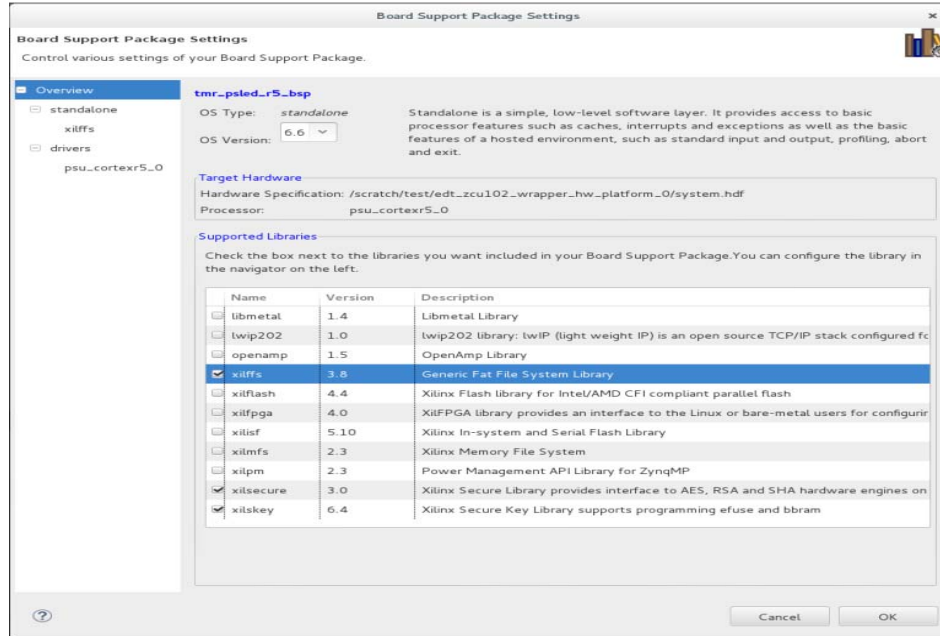 Board Support Package Settings
Board Support Package Settings
Control various settings of your Board Support Package.
Overview
standalone
xilffs
drivers
psu_cortexr5_0
tmr_psled_r5_bsp
OS Type: standalone
Standalone is a simple, low-level software layer. It provides access to basic
processor features such as caches, interrupts and exceptions as well as the basic
features of a hosted environment, such as standard input and output, profiling, abort
and exit.
OS Version: 6.6
Target Hardware
Hardware Specification: /scratch/test/edt_zcu102_wrapper_hw_platform_0/system.hdf
Processor: psu_cortexr5_0
Supported Libraries
Check the box next to the libraries you want included in your Board Support Package.You can configure the library in
the navigator on the left.
Name Version Description
libmetal 1.4 Libmetal Library
lwip202 1.0 lwip202 library: lwIP (light weight IP) is an open source TCP/IP stack configured fo
openamp 1.5 OpenAmp Library
xilffs 3.8 Generic Fat File System Library
xilflash 4.4 Xilinx Flash library for Intel/AMD CFI compliant parallel flash
xilfpga 4.0 XilFPGA library provides an interface to the Linux or bare-metal users for configurin
xilisf 5.10 Xilinx In-system and Serial Flash Library
xilmfs 2.3 Xilinx Memory File System
xilpm 2.3 Power Management API Library for ZynqMP
xilsecure 3.0 Xilinx Secure Library provides interface to AES, RSA and SHA hardware engines on
xilskey 6.4 Xilinx Secure Key Library supports programming efuse and bbram
?
Cancel OK